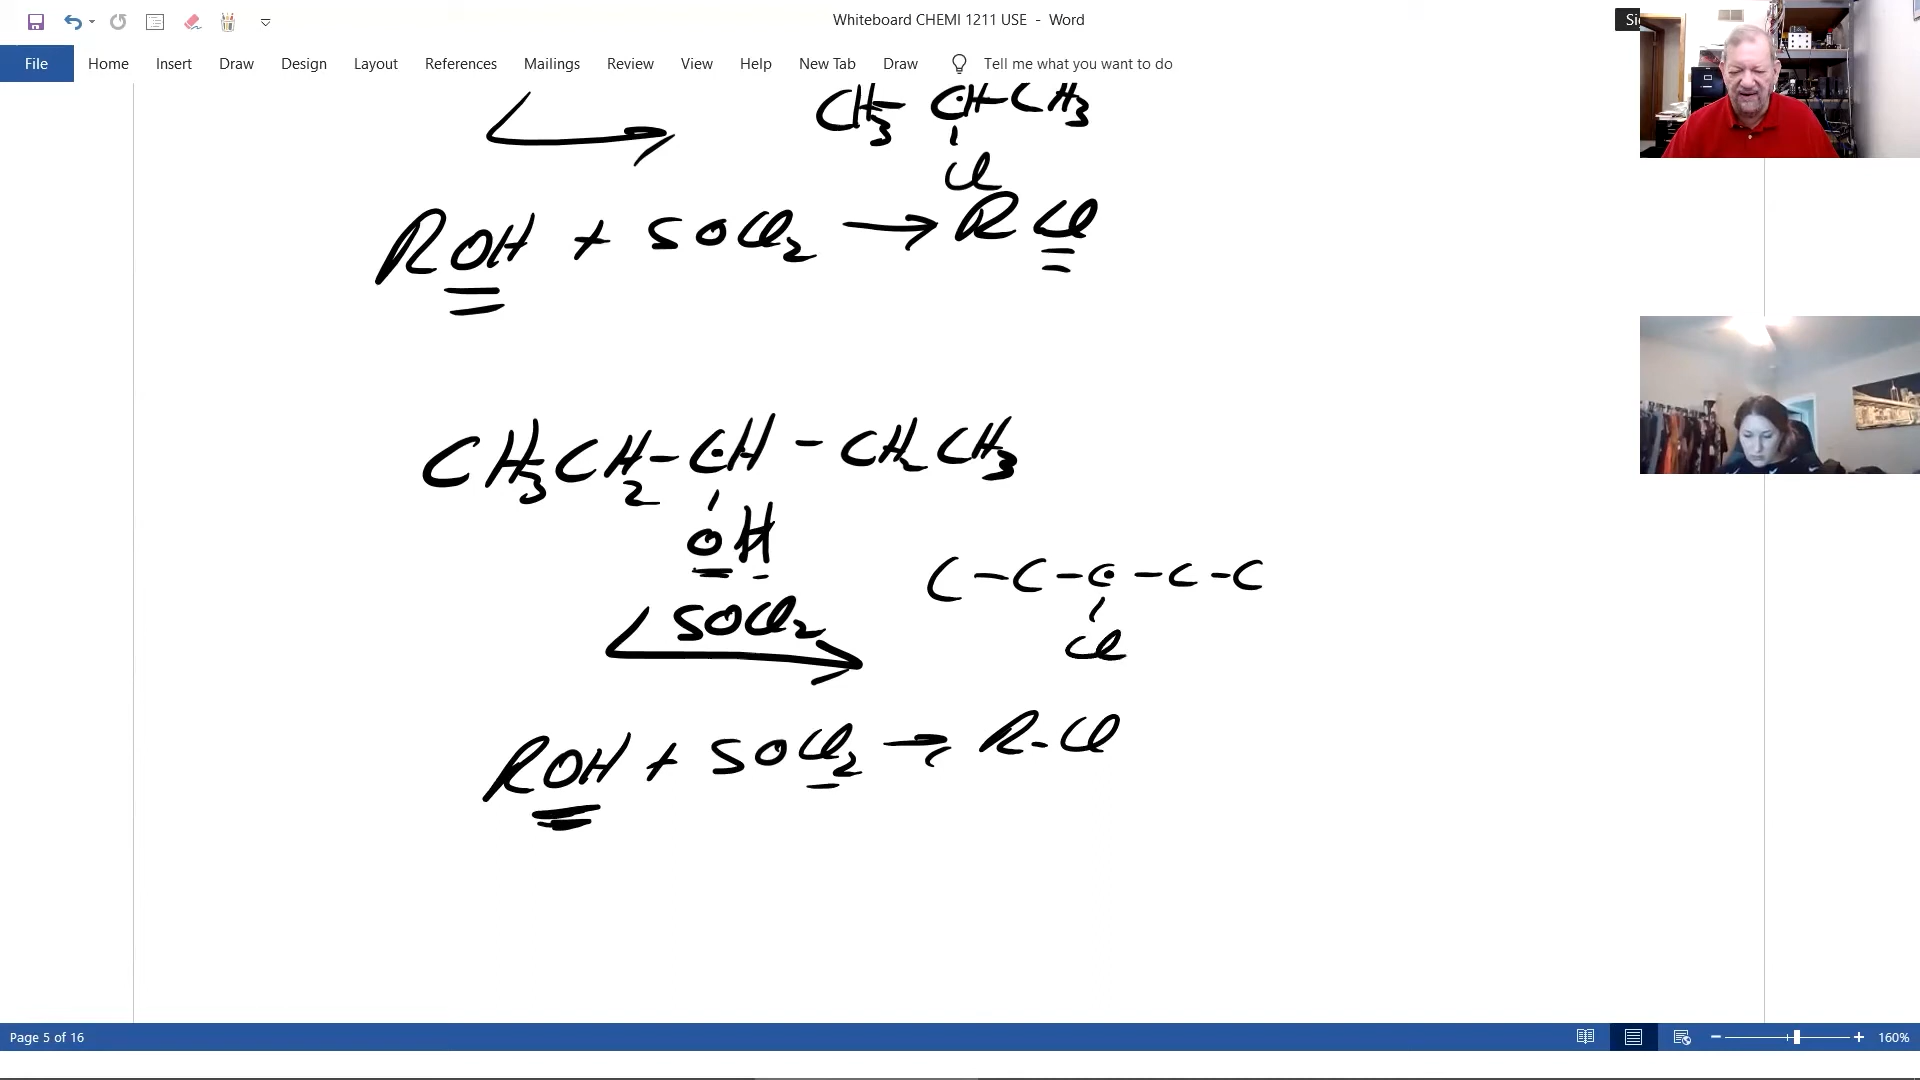 Whiteboard CHEMI 1211 USE - Word
File Home Insert Draw Design Layout References Mailings Review View Help New Tab Draw Tell me what you want to do
CH3- CH-CH3
Cl
ROH + SOCl2 → RCl
CH3CH2-CH-CH2CH3
OH
C-C-C-C-C
SOCl2
Cl
ROH + SOCl2 → R-Cl
Page 5 of 16
160%